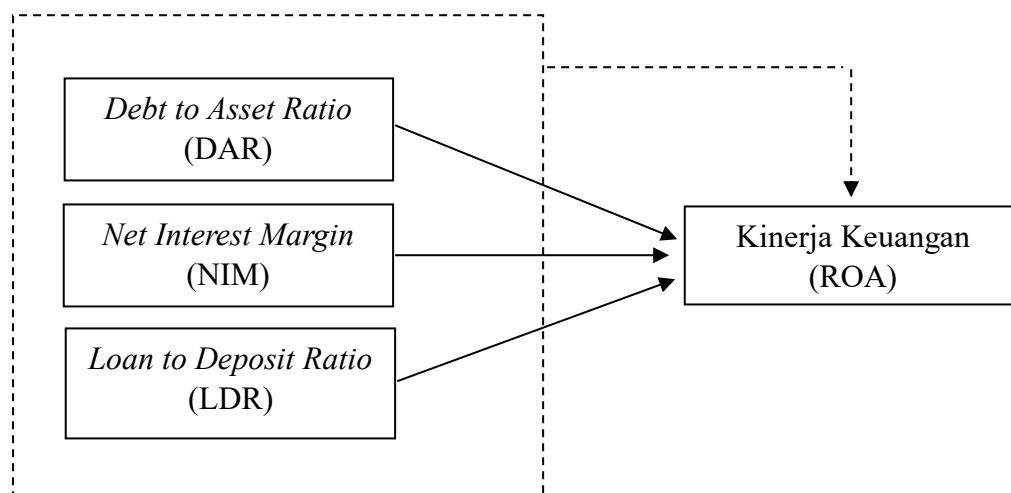 Debt to Asset Ratio
(DAR)
Net Interest Margin
(NIM)
Loan to Deposit Ratio
(LDR)
Kinerja Keuangan
(ROA)